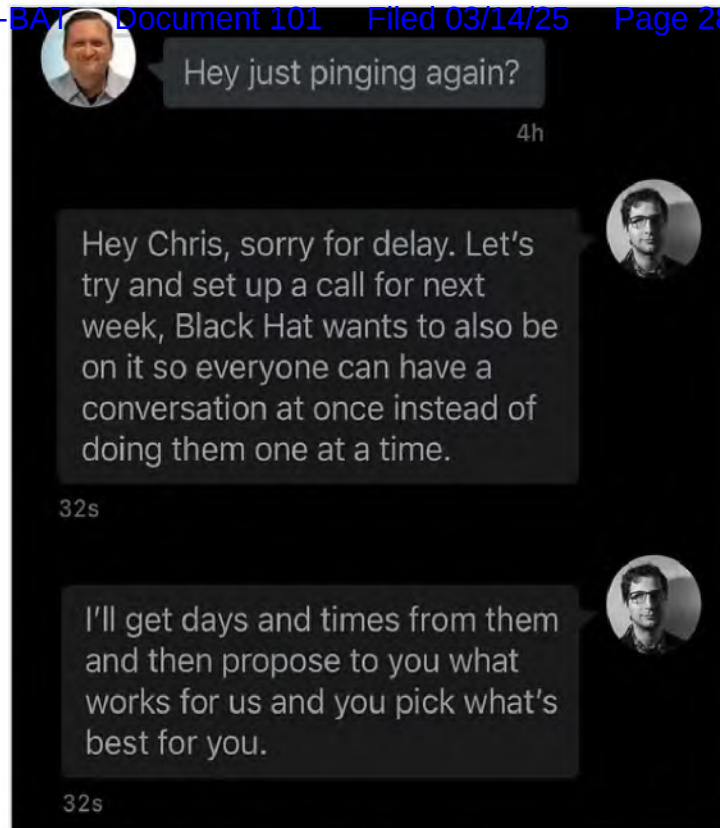 -BAT Document 101 Filed 03/14/25 Page 28
Hey just pinging again?
4h
Hey Chris, sorry for delay. Let's
try and set up a call for next
week, Black Hat wants to also be
on it so everyone can have a
conversation at once instead of
doing them one at a time.
32s
I'll get days and times from them
and then propose to you what
works for us and you pick what's
best for you.
32s